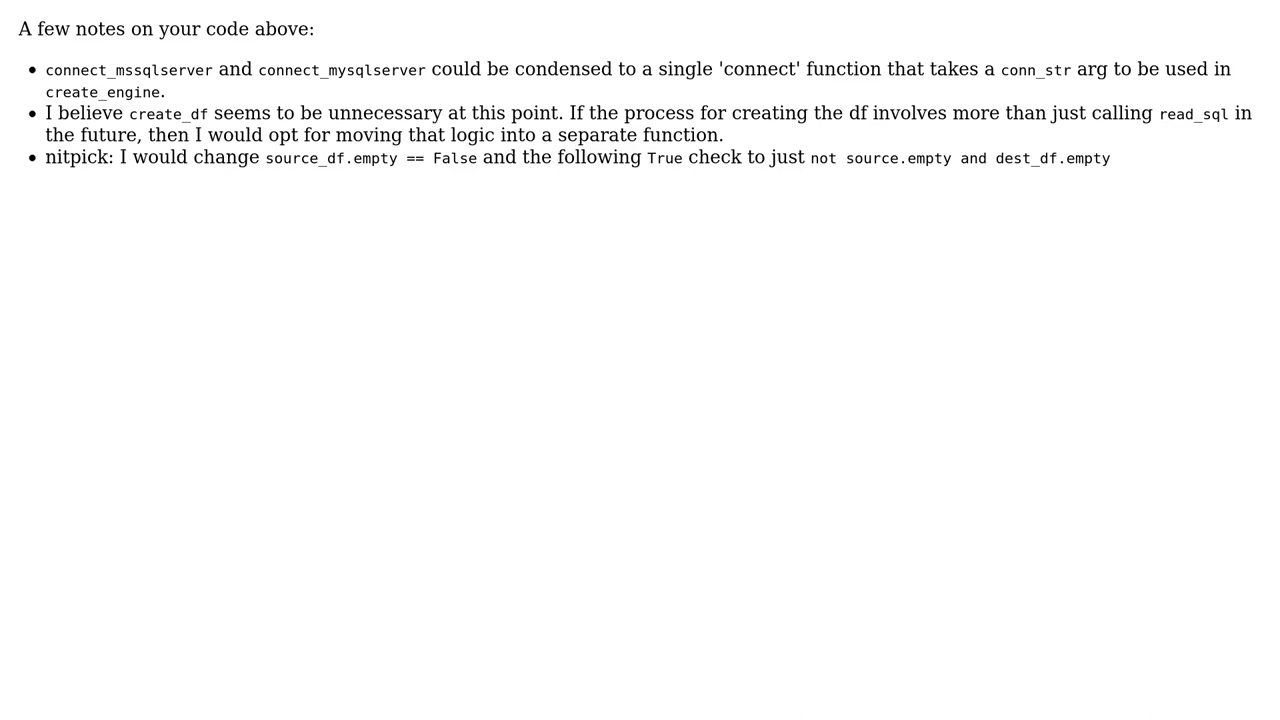 A few notes on your code above:
• connect_mssqlserver and connect_mysqlserver could be condensed to a single 'connect' function that takes a conn_str arg to be used in
create_engine.
• I believe create_df seems to be unnecessary at this point. If the process for creating the df involves more than just calling read_sql in
the future, then I would opt for moving that logic into a separate function.
• nitpick: I would change source_df.empty == False and the following True check to just not source.empty and dest_df.empty